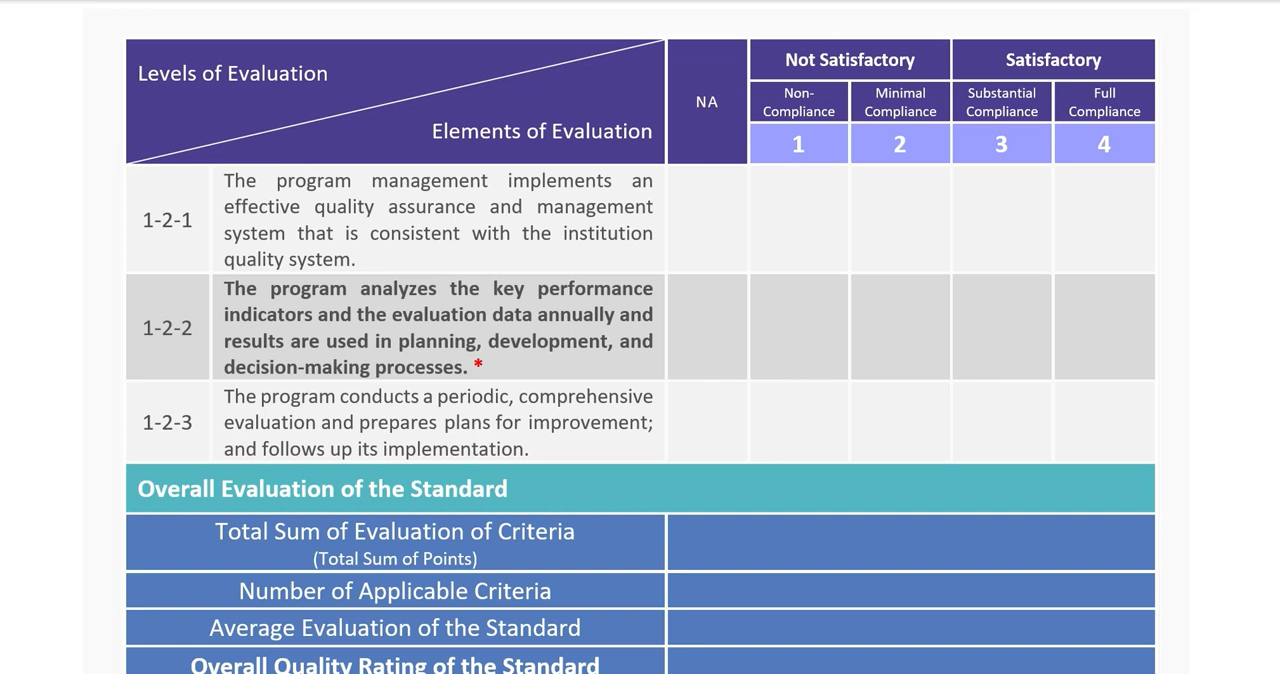 Levels of Evaluation
Elements of Evaluation
NA
Not Satisfactory
Satisfactory
Non-
Compliance
Minimal
Compliance
Substantial
Compliance
Full
Compliance
1
2
3
4
1-2-1
The program management implements an
effective quality assurance and management
system that is consistent with the institution
quality system.
1-2-2
The program analyzes the key performance
indicators and the evaluation data annually and
results are used in planning, development, and
decision-making processes. *
1-2-3
The program conducts a periodic, comprehensive
evaluation and prepares plans for improvement;
and follows up its implementation.
Overall Evaluation of the Standard
Total Sum of Evaluation of Criteria
(Total Sum of Points)
Number of Applicable Criteria
Average Evaluation of the Standard
Overall Quality Rating of the Standard